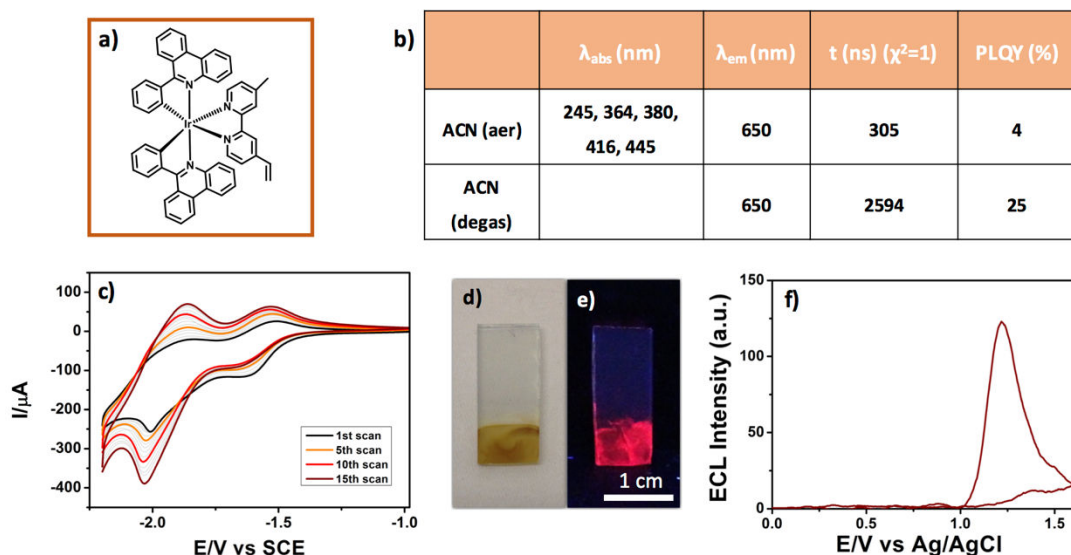 a)
N
Ir
N
N
N
b)
λabs (nm) λem (nm) t (ns) (χ²=1) PLQY (%)
ACN (aer) 245, 364, 380, 416, 445 650 305 4
ACN (degas) 650 2594 25
c)
100
50
0
-50
-100
-200
-300
-400
I/µA
1st scan
5th scan
10th scan
15th scan
-2.0 -1.5 -1.0
E/V vs SCE
d)
e)
1 cm
f)
150
100
50
0
ECL Intensity (a.u.)
0.0 0.5 1.0 1.5
E/V vs Ag/AgCl